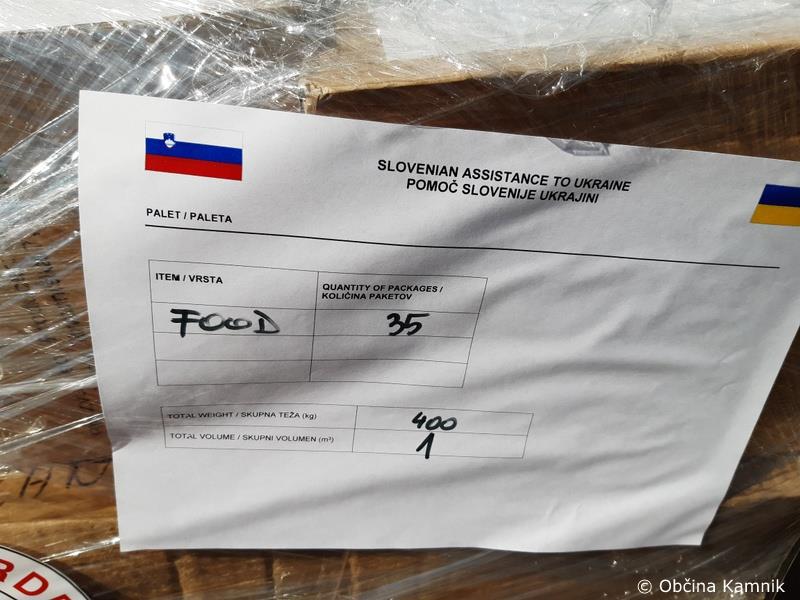 SLOVENIAN ASSISTANCE TO UKRAINE
POMOČ SLOVENIJE UKRAJINI
PALET / PALETA
ITEM / VRSTA
QUANTITY OF PACKAGES /
KOLIČINA PAKETOV
FOOD
35
TOTAL WEIGHT / SKUPNA TEŽA (kg)
400
TOTAL VOLUME / SKUPNI VOLUMEN (m³)
1
© Občina Kamnik